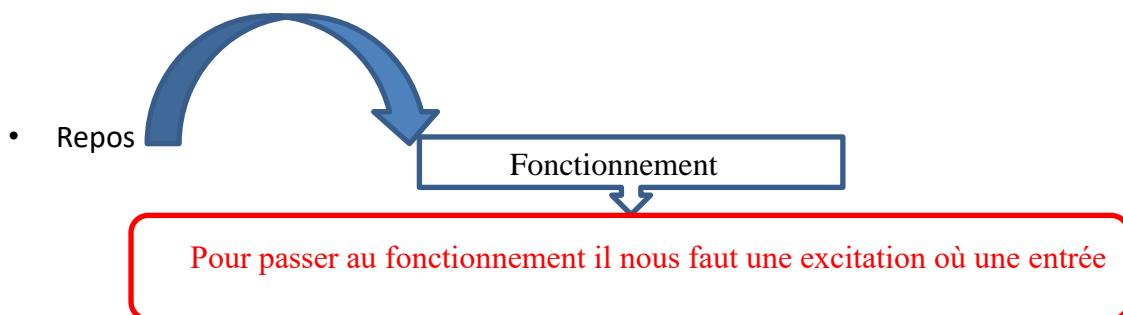 • Repos
Fonctionnement
Pour passer au fonctionnement il nous faut une excitation où une entrée